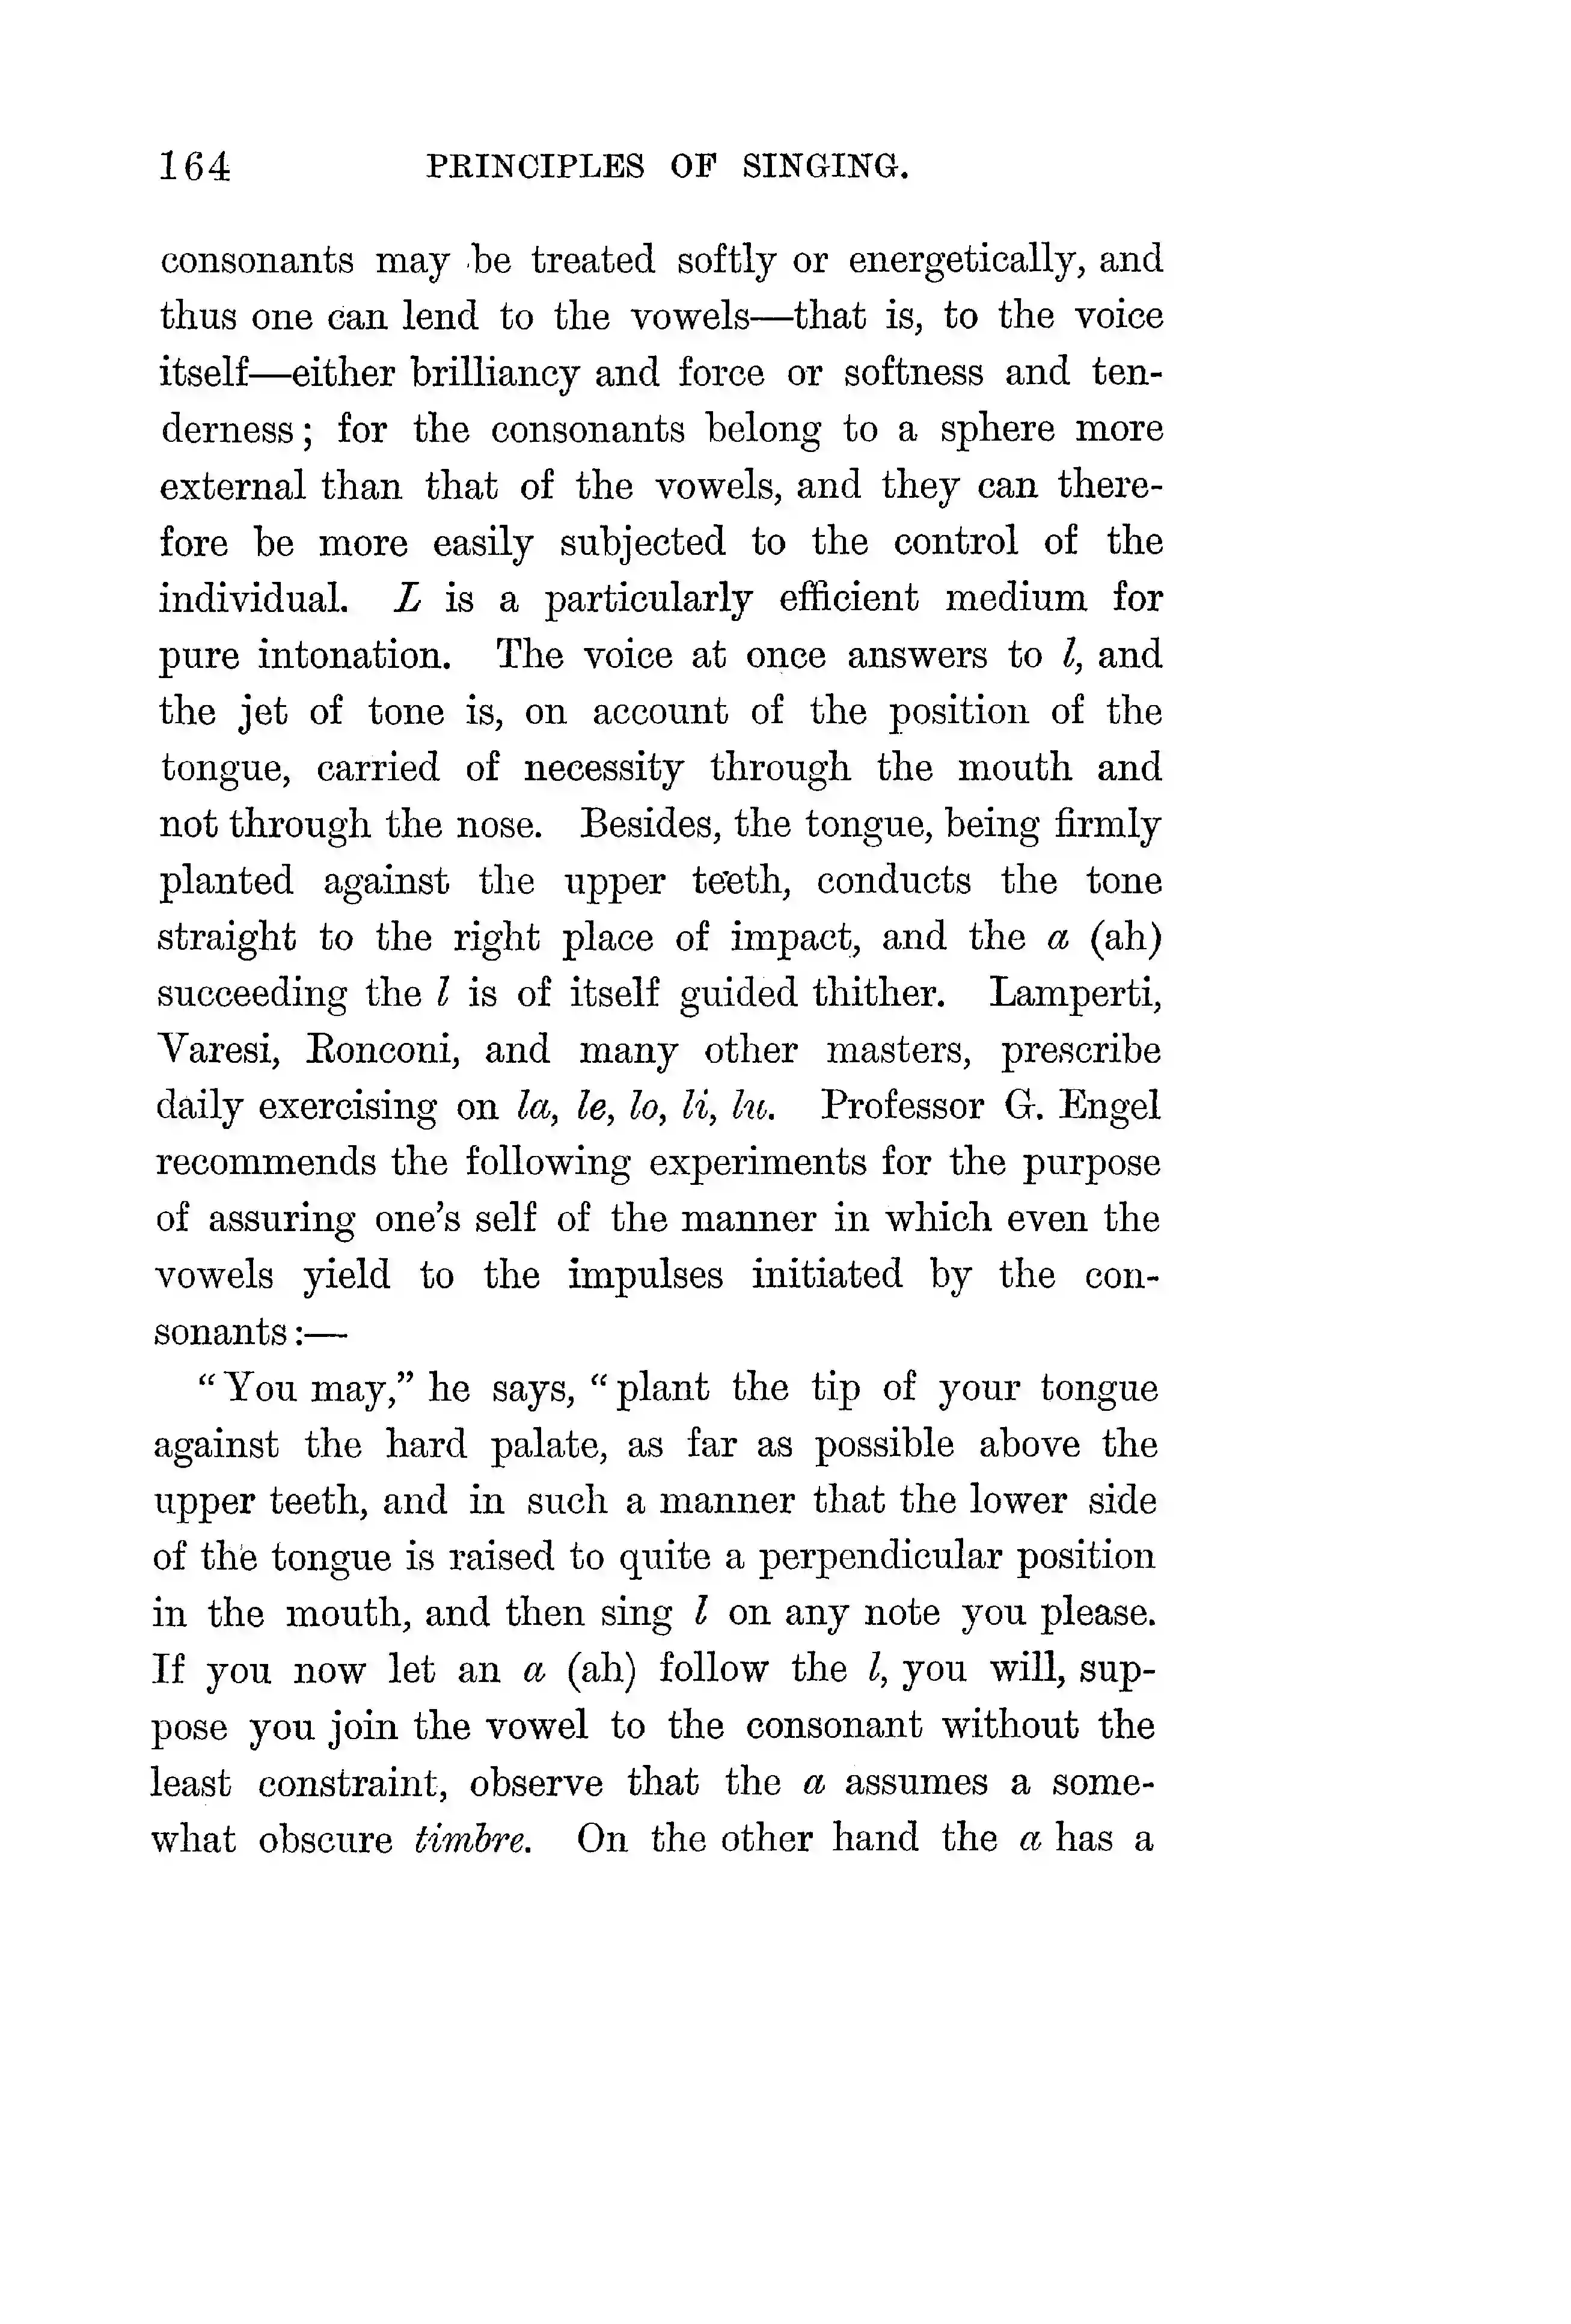 164 PRINCIPLES OF SINGING.
consonants may be treated softly or energetically, and
thus one can lend to the vowels—that is, to the voice
itself—either brilliancy and force or softness and ten-
derness; for the consonants belong to a sphere more
external than that of the vowels, and they can there-
fore be more easily subjected to the control of the
individual. L is a particularly efficient medium for
pure intonation. The voice at once answers to l, and
the jet of tone is, on account of the position of the
tongue, carried of necessity through the mouth and
not through the nose. Besides, the tongue, being firmly
planted against the upper teeth, conducts the tone
straight to the right place of impact, and the a (ah)
succeeding the l is of itself guided thither. Lamperti,
Varesi, Ronconi, and many other masters, prescribe
daily exercising on la, le, lo, li, lu. Professor G. Engel
recommends the following experiments for the purpose
of assuring one's self of the manner in which even the
vowels yield to the impulses initiated by the con-
sonants:—
"You may," he says, "plant the tip of your tongue
against the hard palate, as far as possible above the
upper teeth, and in such a manner that the lower side
of the tongue is raised to quite a perpendicular position
in the mouth, and then sing l on any note you please.
If you now let an a (ah) follow the l, you will, sup-
pose you join the vowel to the consonant without the
least constraint, observe that the a assumes a some-
what obscure timbre. On the other hand the a has a